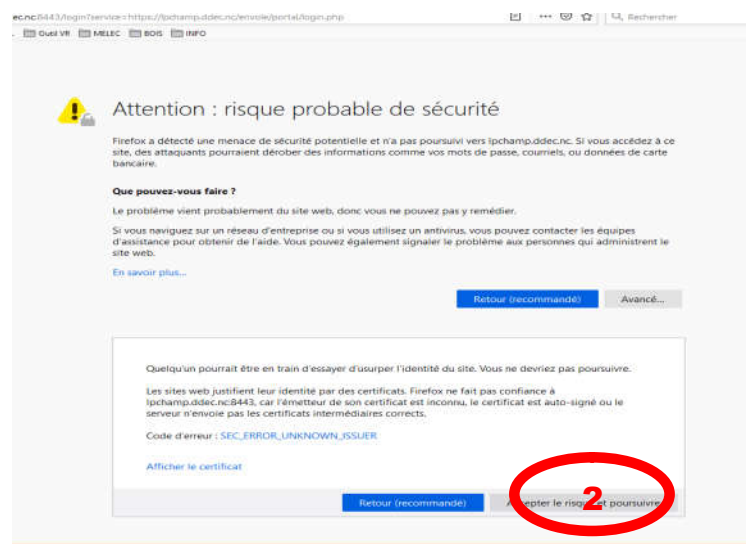 ec.nc:8443/login?service=https://lpchamp.ddec.nc/envole/portal/login.php ... Rechercher
Outil VR MELEC BOIS INFO
Attention : risque probable de sécurité
Firefox a détecté une menace de sécurité potentielle et n'a pas poursuivi vers lpchamp.ddec.nc. Si vous accédez à ce
site, des attaquants pourraient dérober des informations comme vos mots de passe, courriels, ou données de carte
bancaire.
Que pouvez-vous faire ?
Le problème vient probablement du site web, donc vous ne pouvez pas y remédier.
Si vous naviguez sur un réseau d'entreprise ou si vous utilisez un antivirus, vous pouvez contacter les équipes
d'assistance pour obtenir de l'aide. Vous pouvez également signaler le problème aux personnes qui administrent le
site web.
En savoir plus...
Retour (recommandé) Avancé...
Quelqu'un pourrait être en train d'essayer d'usurper l'identité du site. Vous ne devriez pas poursuivre.
Les sites web justifient leur identité par des certificats. Firefox ne fait pas confiance à
lpchamp.ddec.nc:8443, car l'émetteur de son certificat est inconnu, le certificat est auto-signé ou le
serveur n'envoie pas les certificats intermédiaires corrects.
Code d'erreur : SEC_ERROR_UNKNOWN_ISSUER
Afficher le certificat
Retour (recommandé) Accepter le risque et poursuivre
2